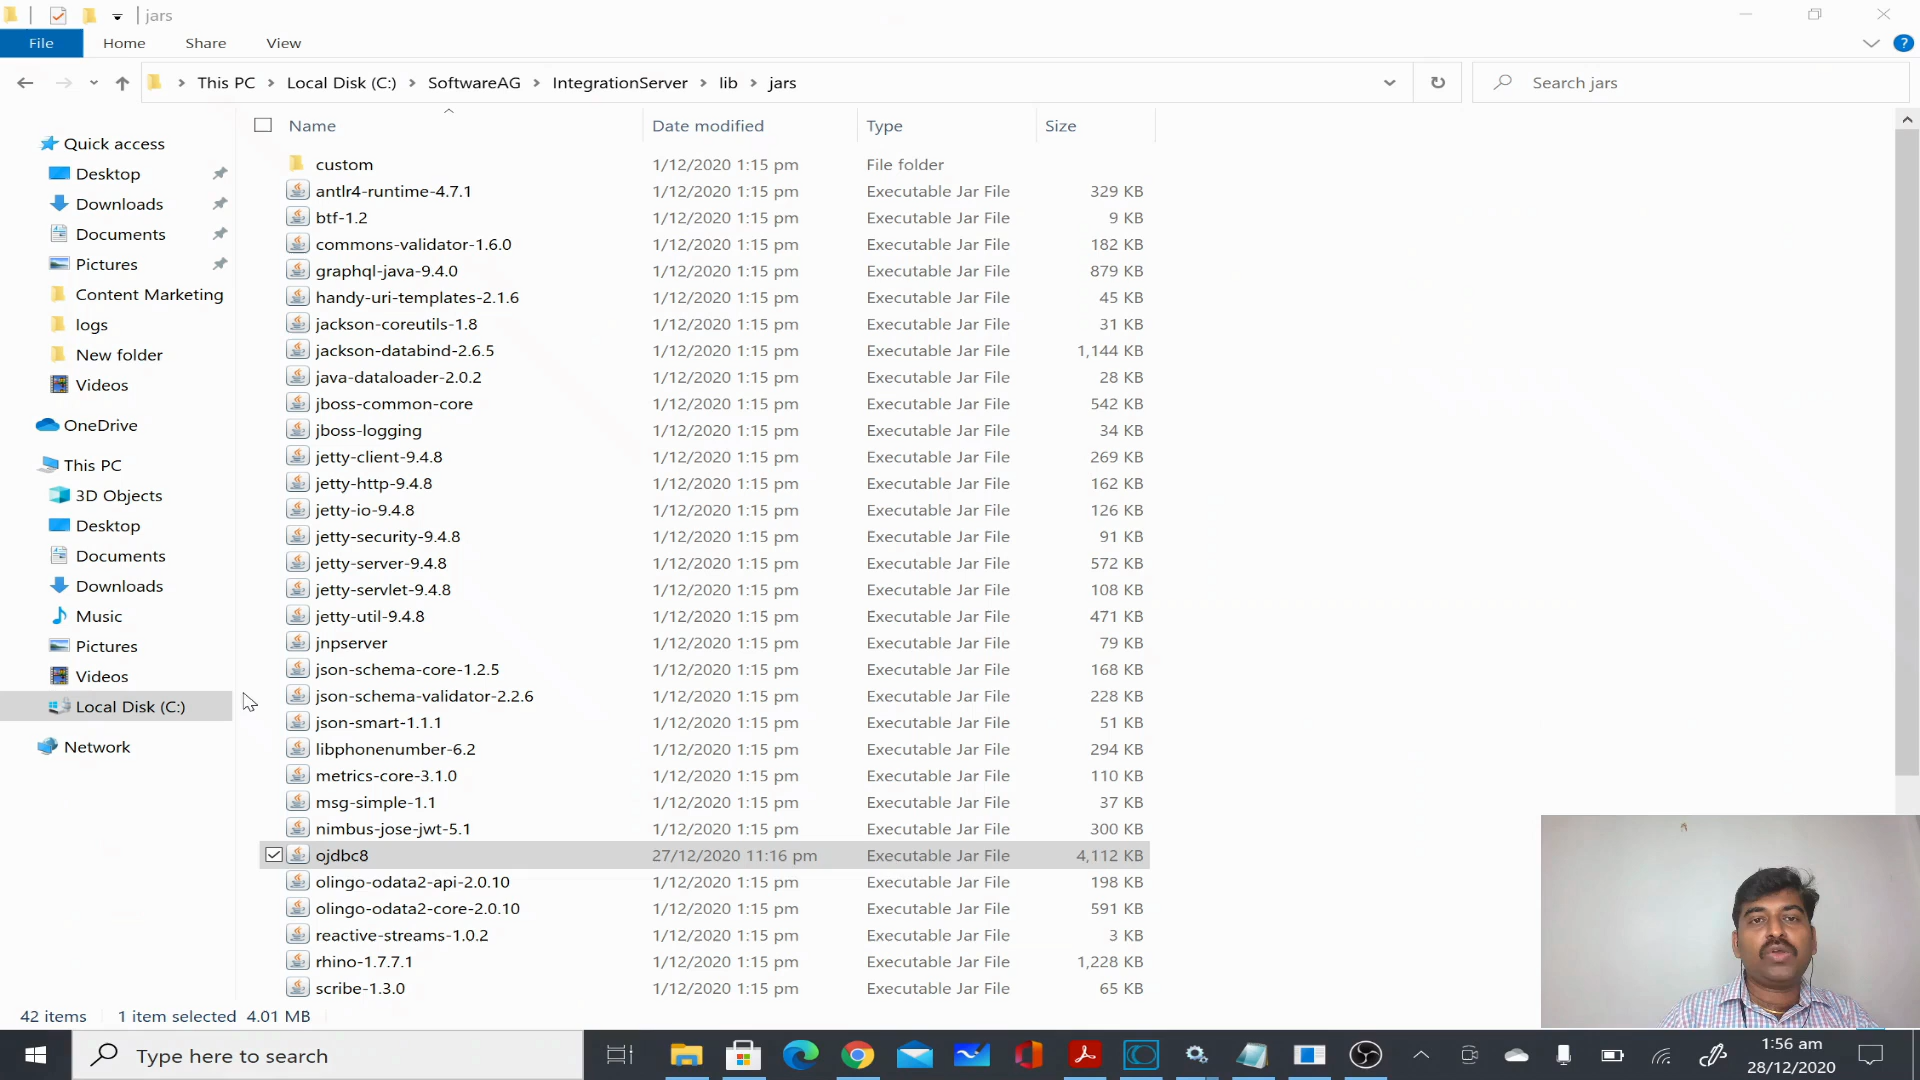 jars
File Home Share View
This PC Local Disk (C:) SoftwareAG IntegrationServer lib jars Search jars
Name Date modified Type Size
Quick access
Desktop
Downloads
Documents
Pictures
Content Marketing
logs
New folder
Videos
OneDrive
This PC
3D Objects
Desktop
Documents
Downloads
Music
Pictures
Videos
Local Disk (C:)
Network
custom 1/12/2020 1:15 pm File folder
antlr4-runtime-4.7.1 1/12/2020 1:15 pm Executable Jar File 329 KB
btf-1.2 1/12/2020 1:15 pm Executable Jar File 9 KB
commons-validator-1.6.0 1/12/2020 1:15 pm Executable Jar File 182 KB
graphql-java-9.4.0 1/12/2020 1:15 pm Executable Jar File 879 KB
handy-uri-templates-2.1.6 1/12/2020 1:15 pm Executable Jar File 45 KB
jackson-coreutils-1.8 1/12/2020 1:15 pm Executable Jar File 31 KB
jackson-databind-2.6.5 1/12/2020 1:15 pm Executable Jar File 1,144 KB
java-dataloader-2.0.2 1/12/2020 1:15 pm Executable Jar File 28 KB
jboss-common-core 1/12/2020 1:15 pm Executable Jar File 542 KB
jboss-logging 1/12/2020 1:15 pm Executable Jar File 34 KB
jetty-client-9.4.8 1/12/2020 1:15 pm Executable Jar File 269 KB
jetty-http-9.4.8 1/12/2020 1:15 pm Executable Jar File 162 KB
jetty-io-9.4.8 1/12/2020 1:15 pm Executable Jar File 126 KB
jetty-security-9.4.8 1/12/2020 1:15 pm Executable Jar File 91 KB
jetty-server-9.4.8 1/12/2020 1:15 pm Executable Jar File 572 KB
jetty-servlet-9.4.8 1/12/2020 1:15 pm Executable Jar File 108 KB
jetty-util-9.4.8 1/12/2020 1:15 pm Executable Jar File 471 KB
jnpserver 1/12/2020 1:15 pm Executable Jar File 79 KB
json-schema-core-1.2.5 1/12/2020 1:15 pm Executable Jar File 168 KB
json-schema-validator-2.2.6 1/12/2020 1:15 pm Executable Jar File 228 KB
json-smart-1.1.1 1/12/2020 1:15 pm Executable Jar File 51 KB
libphonenumber-6.2 1/12/2020 1:15 pm Executable Jar File 294 KB
metrics-core-3.1.0 1/12/2020 1:15 pm Executable Jar File 110 KB
msg-simple-1.1 1/12/2020 1:15 pm Executable Jar File 37 KB
nimbus-jose-jwt-5.1 1/12/2020 1:15 pm Executable Jar File 300 KB
ojdbc8 27/12/2020 11:16 pm Executable Jar File 4,112 KB
olingo-odata2-api-2.0.10 1/12/2020 1:15 pm Executable Jar File 198 KB
olingo-odata2-core-2.0.10 1/12/2020 1:15 pm Executable Jar File 591 KB
reactive-streams-1.0.2 1/12/2020 1:15 pm Executable Jar File 3 KB
rhino-1.7.7.1 1/12/2020 1:15 pm Executable Jar File 1,228 KB
scribe-1.3.0 1/12/2020 1:15 pm Executable Jar File 65 KB
42 items 1 item selected 4.01 MB
Type here to search
1:56 am
28/12/2020